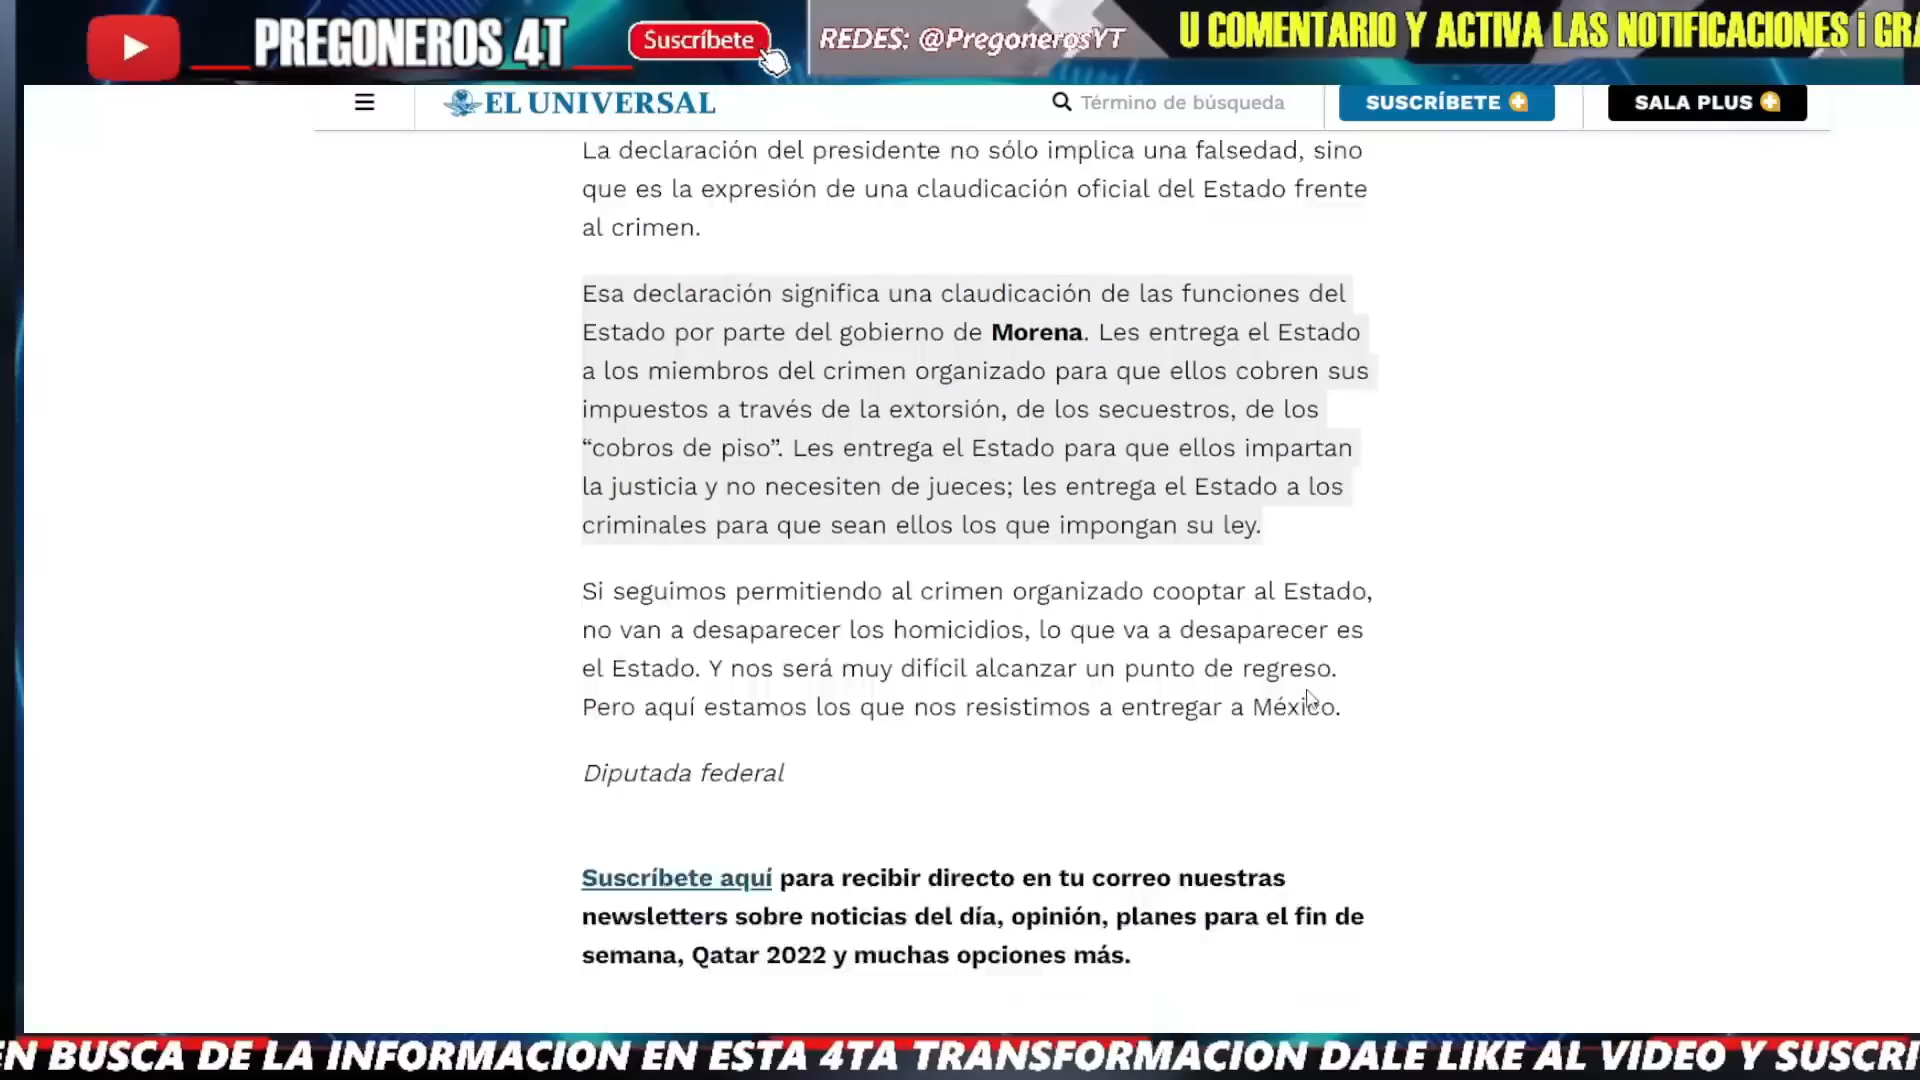 PREGONEROS 4T
Suscríbete
REDES: @PregonerosYT
U COMENTARIO Y ACTIVA LAS NOTIFICACIONES ¡ GRA
EL UNIVERSAL
Término de búsqueda
SUSCRÍBETE
SALA PLUS
La declaración del presidente no sólo implica una falsedad, sino
que es la expresión de una claudicación oficial del Estado frente
al crimen.
Esa declaración significa una claudicación de las funciones del
Estado por parte del gobierno de Morena. Les entrega el Estado
a los miembros del crimen organizado para que ellos cobren sus
impuestos a través de la extorsión, de los secuestros, de los
“cobros de piso”. Les entrega el Estado para que ellos impartan
la justicia y no necesiten de jueces; les entrega el Estado a los
criminales para que sean ellos los que impongan su ley.
Si seguimos permitiendo al crimen organizado cooptar al Estado,
no van a desaparecer los homicidios, lo que va a desaparecer es
el Estado. Y nos será muy difícil alcanzar un punto de regreso.
Pero aquí estamos los que nos resistimos a entregar a México.
Diputada federal
Suscríbete aquí para recibir directo en tu correo nuestras
newsletters sobre noticias del día, opinión, planes para el fin de
semana, Qatar 2022 y muchas opciones más.
EN BUSCA DE LA INFORMACION EN ESTA 4TA TRANSFORMACION DALE LIKE AL VIDEO Y SUSCRI